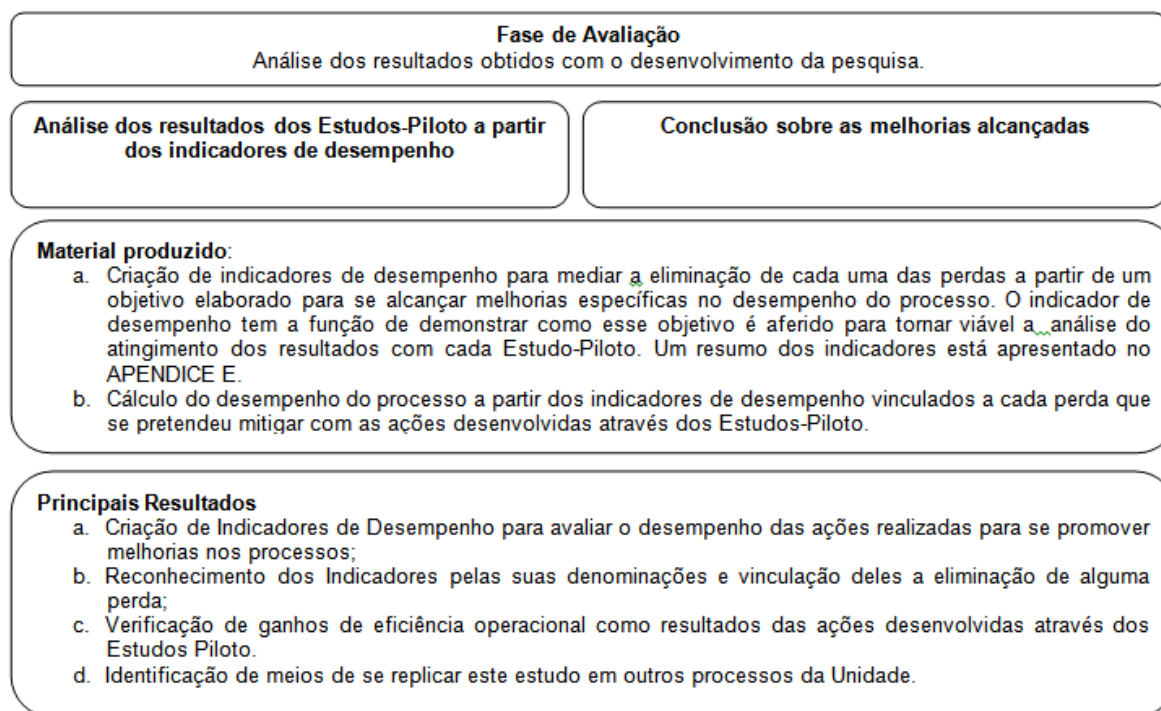 Fase de Avaliação
Análise dos resultados obtidos com o desenvolvimento da pesquisa.
Análise dos resultados dos Estudos-Piloto a partir
dos indicadores de desempenho
Conclusão sobre as melhorias alcançadas
Material produzido:
a. Criação de indicadores de desempenho para mediar a eliminação de cada uma das perdas a partir de um
objetivo elaborado para se alcançar melhorias específicas no desempenho do processo. O indicador de
desempenho tem a função de demonstrar como esse objetivo é aferido para tornar viável a análise do
atingimento dos resultados com cada Estudo-Piloto. Um resumo dos indicadores está apresentado no
APENDICE E.
b. Cálculo do desempenho do processo a partir dos indicadores de desempenho vinculados a cada perda que
se pretendeu mitigar com as ações desenvolvidas através dos Estudos-Piloto.
Principais Resultados
a. Criação de Indicadores de Desempenho para avaliar o desempenho das ações realizadas para se promover
melhorias nos processos;
b. Reconhecimento dos Indicadores pelas suas denominações e vinculação deles a eliminação de alguma
perda;
c. Verificação de ganhos de eficiência operacional como resultados das ações desenvolvidas através dos
Estudos Piloto.
d. Identificação de meios de se replicar este estudo em outros processos da Unidade.